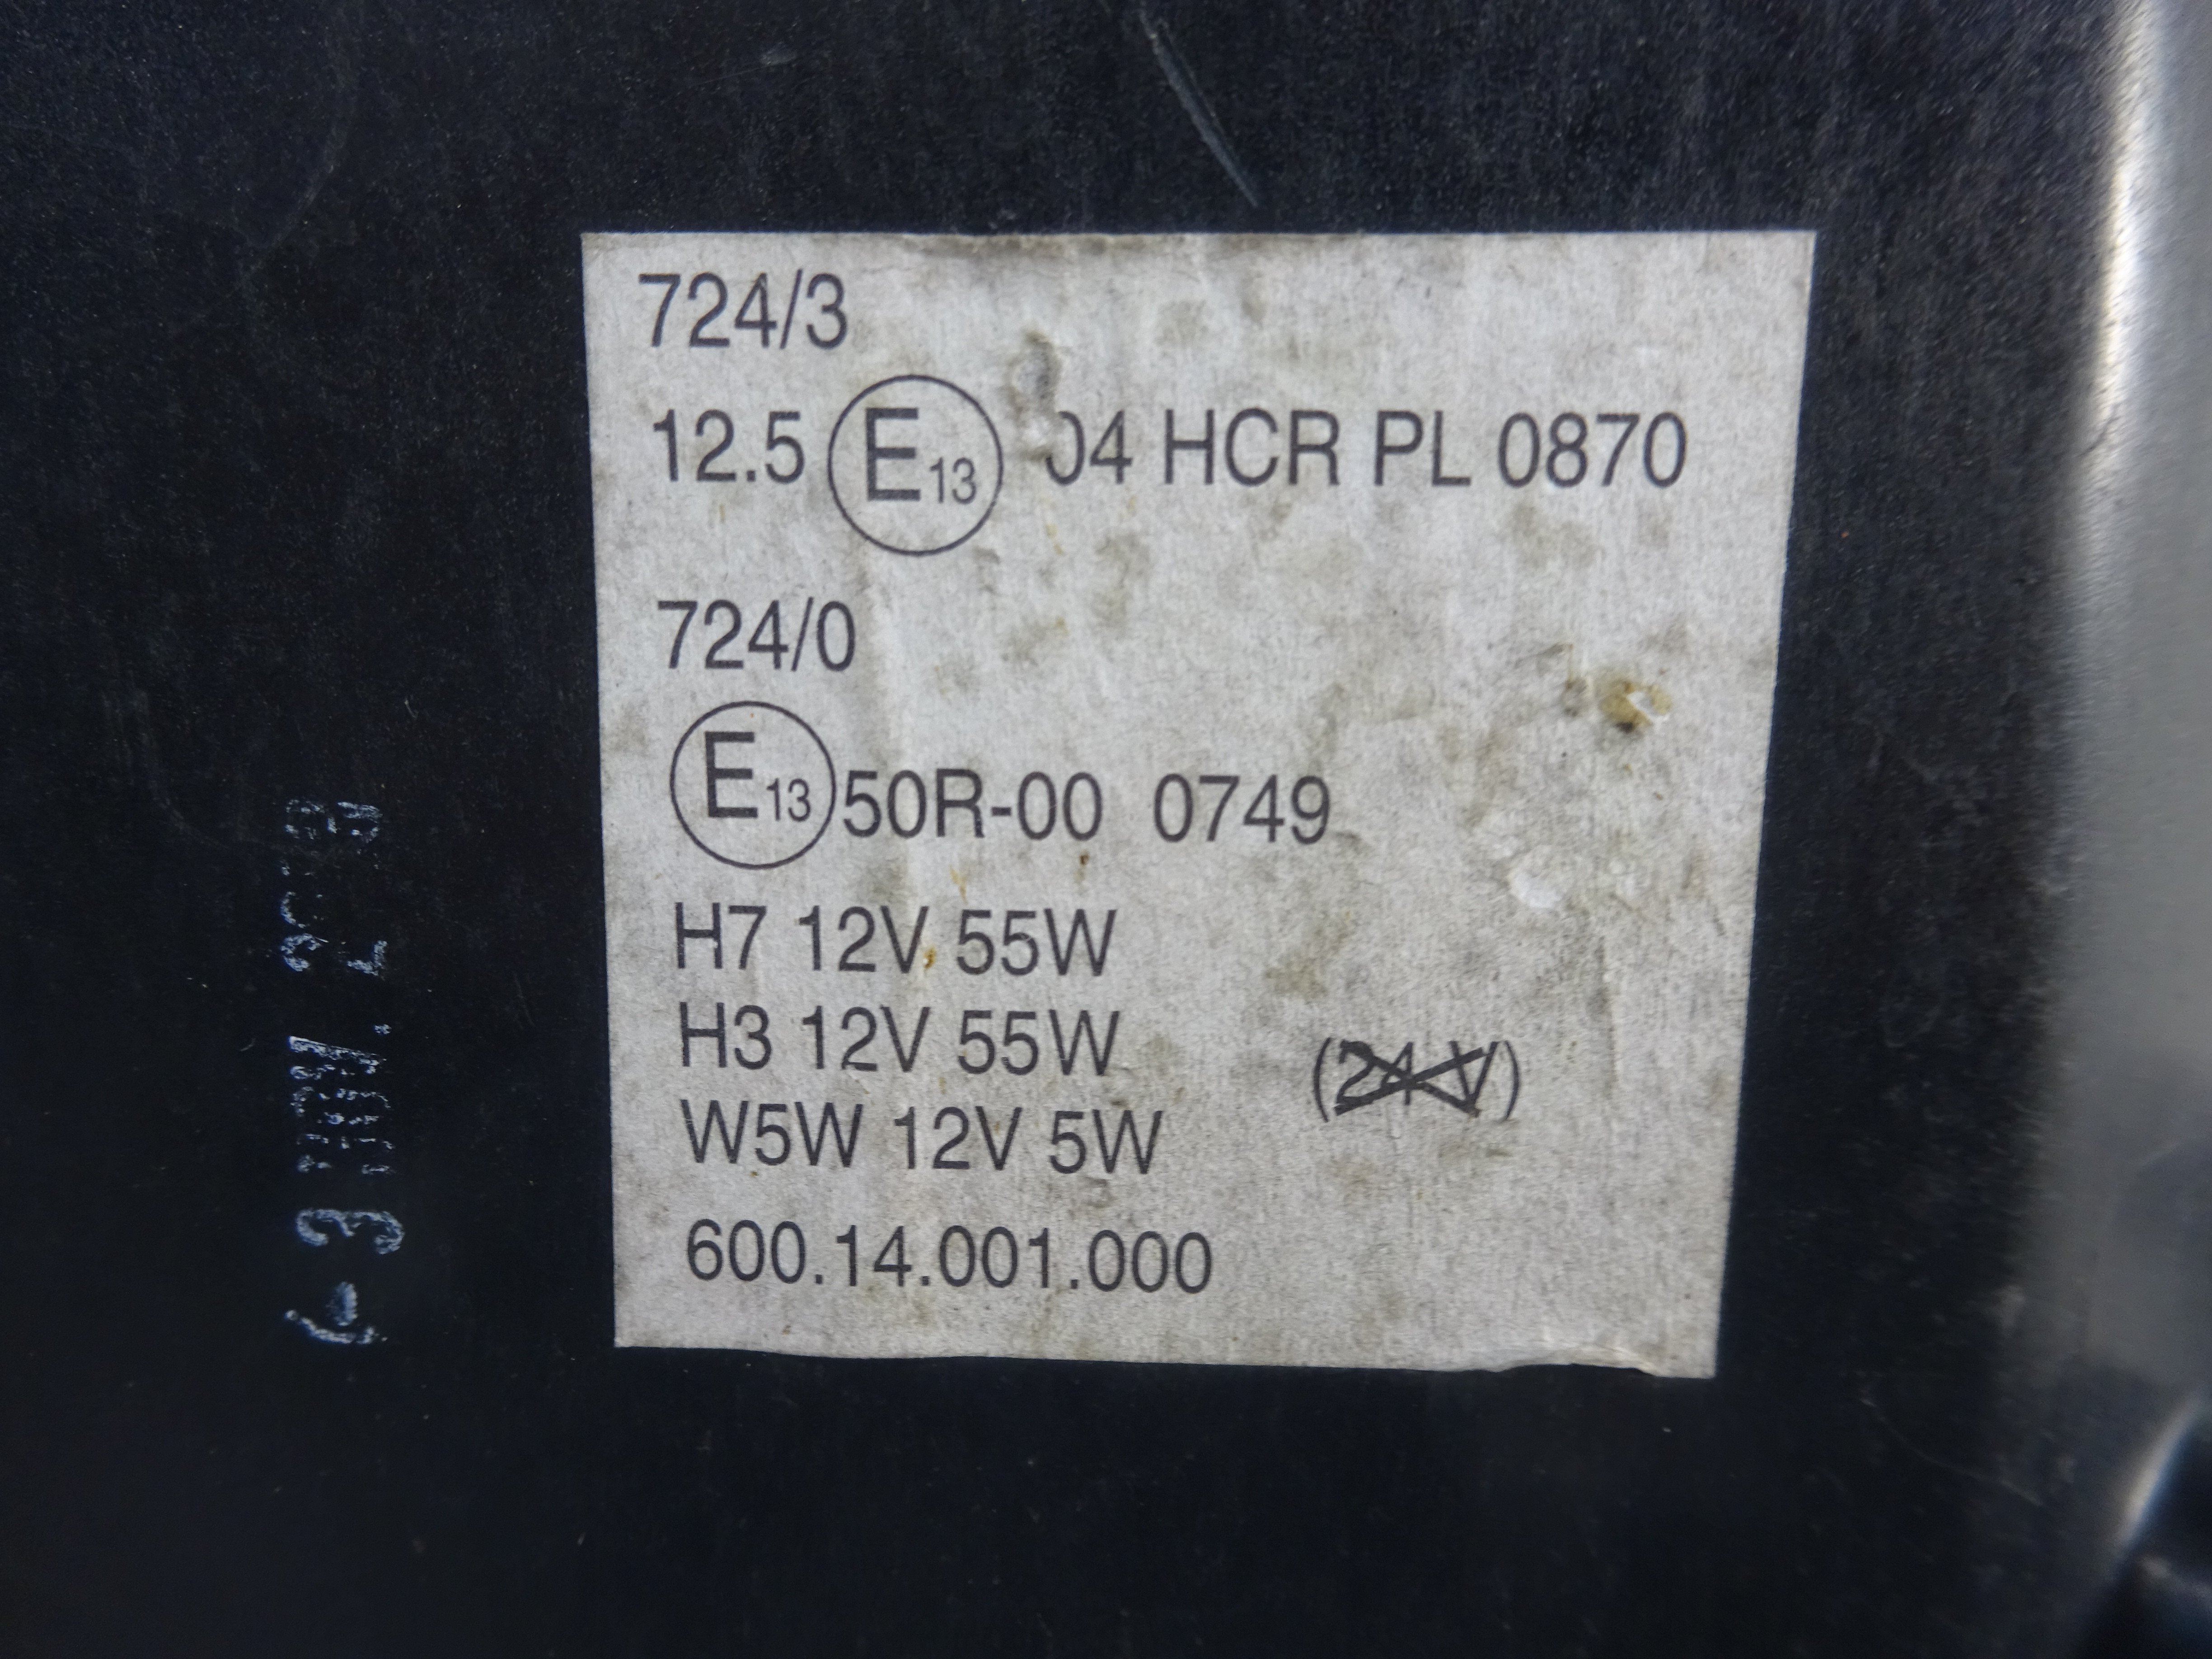 724/3
12.5 E13 04 HCR PL 0870
724/0
E13 50R-00 0749
H7 12V 55W
H3 12V 55W
(24 V)
W5W 12V 5W
600.14.001.000